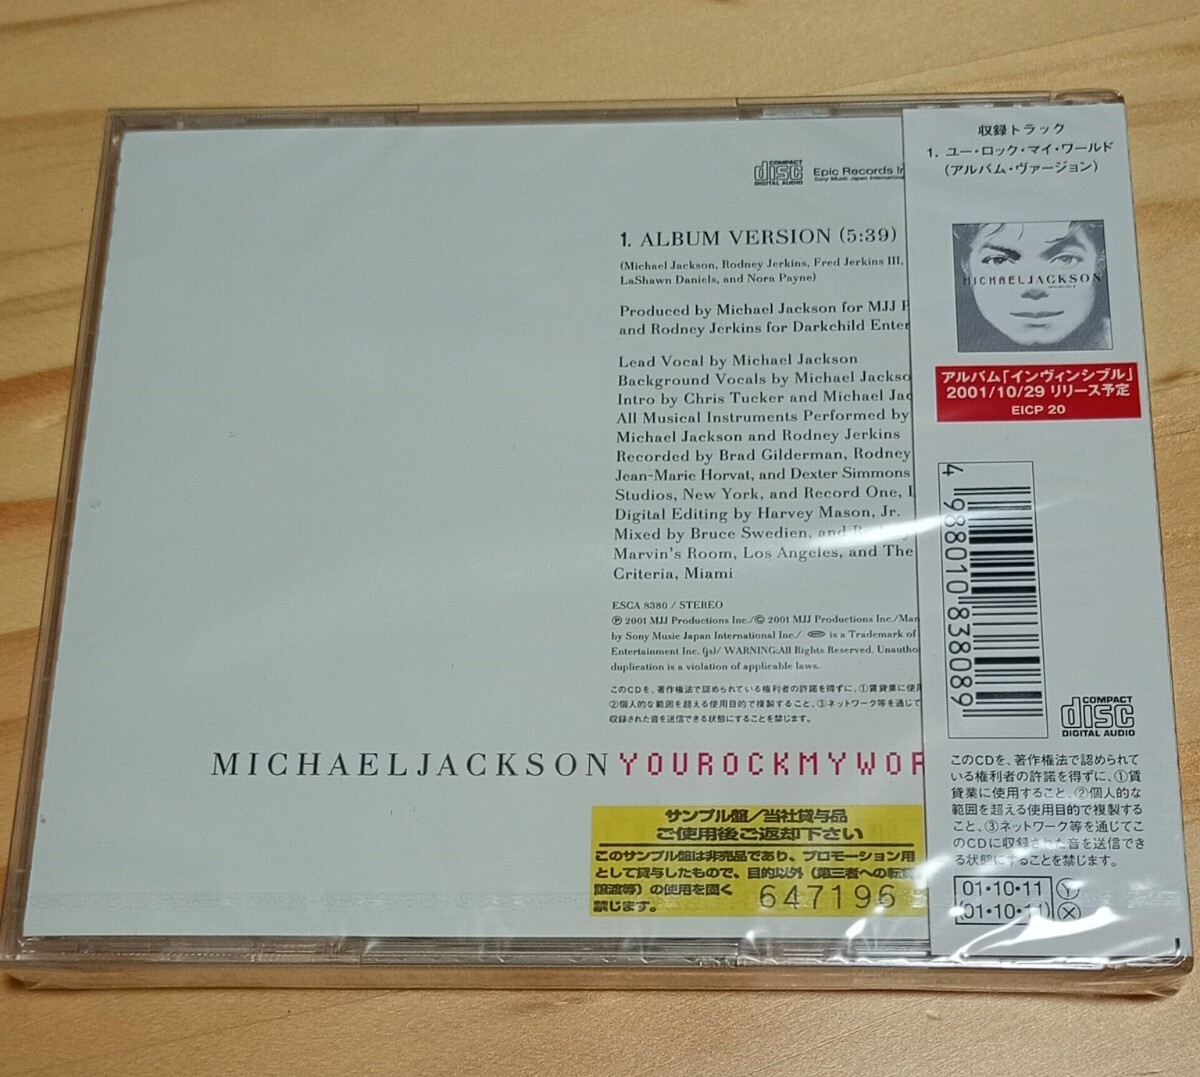 COMPACT
disc
DIGITAL AUDIO
Epic Records In
Sony Music Japan International
1. ALBUM VERSION (5:39)
(Michael Jackson, Rodney Jerkins, Fred Jerkins III,
LaShawn Daniels, and Nora Payne)
Produced by Michael Jackson for MJJ P
and Rodney Jerkins for Darkchild Enter
Lead Vocal by Michael Jackson
Background Vocals by Michael Jackso
Intro by Chris Tucker and Michael Jac
All Musical Instruments Performed by
Michael Jackson and Rodney Jerkins
Recorded by Brad Gilderman, Rodney
Jean-Marie Horvat, and Dexter Simmons
Studios, New York, and Record One, L
Digital Editing by Harvey Mason, Jr.
Mixed by Bruce Swedien, and Rodney
Marvin's Room, Los Angeles, and The
Criteria, Miami
ESCA 8380 / STEREO
Ⓟ 2001 MJJ Productions Inc./Ⓒ 2001 MJJ Productions Inc./Man
by Sony Music Japan International Inc./ is a Trademark of
Entertainment Inc. (js)/ WARNING:All Rights Reserved. Unautho
duplication is a violation of applicable laws.
このCDを、著作権法で認められている権利者の許諾を得ずに、①賃貸業に使用
②個人的な範囲を超える使用目的で複製すること、③ネットワーク等を通じて
収録された音を送信できる状態にすることを禁じます。
MICHAELJACKSONYOUROCKMYWOR
サンプル盤/当社貸与品
ご使用後ご返却下さい
このサンプル盤は非売品であり、プロモーション用
として貸与したもので、目的以外(第三者への転売、
譲渡等)の使用を固く
禁じます。
647196
収録トラック
1. ユー・ロック・マイ・ワールド
(アルバム・ヴァージョン)
MICHAELJACKSON
アルバム「インヴィンシブル」
2001/10/29 リリース予定
EICP 20
4 988010 838089
COMPACT
disc
DIGITAL AUDIO
このCDを、著作権法で認められて
いる権利者の許諾を得ずに、①賃
貸業に使用すること、②個人的な
範囲を超える使用目的で複製する
こと、③ネットワーク等を通じてこ
のCDに収録された音を送信でき
る状態にすることを禁じます。
01・10・11 Ⓨ
(01・10・11) Ⓧ